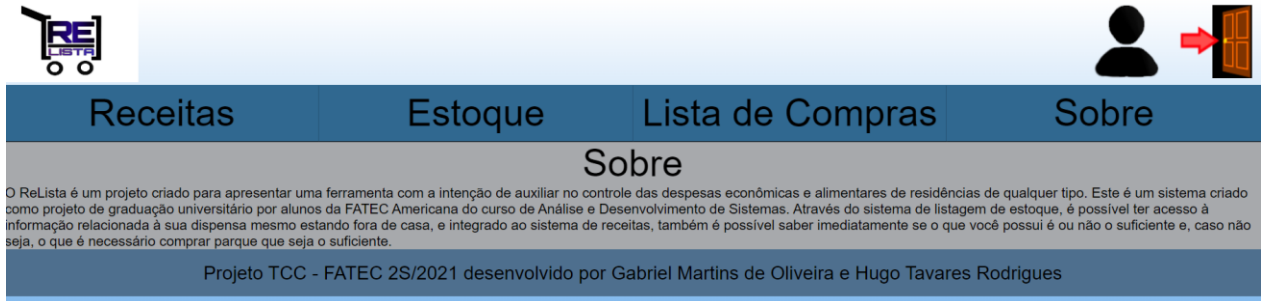 RE
LISTA
Receitas Estoque Lista de Compras Sobre
Sobre
O ReLista é um projeto criado para apresentar uma ferramenta com a intenção de auxiliar no controle das despesas econômicas e alimentares de residências de qualquer tipo. Este é um sistema criado
como projeto de graduação universitário por alunos da FATEC Americana do curso de Análise e Desenvolvimento de Sistemas. Através do sistema de listagem de estoque, é possível ter acesso à
informação relacionada à sua dispensa mesmo estando fora de casa, e integrado ao sistema de receitas, também é possível saber imediatamente se o que você possui é ou não o suficiente e, caso não
seja, o que é necessário comprar parque que seja o suficiente.
Projeto TCC - FATEC 2S/2021 desenvolvido por Gabriel Martins de Oliveira e Hugo Tavares Rodrigues